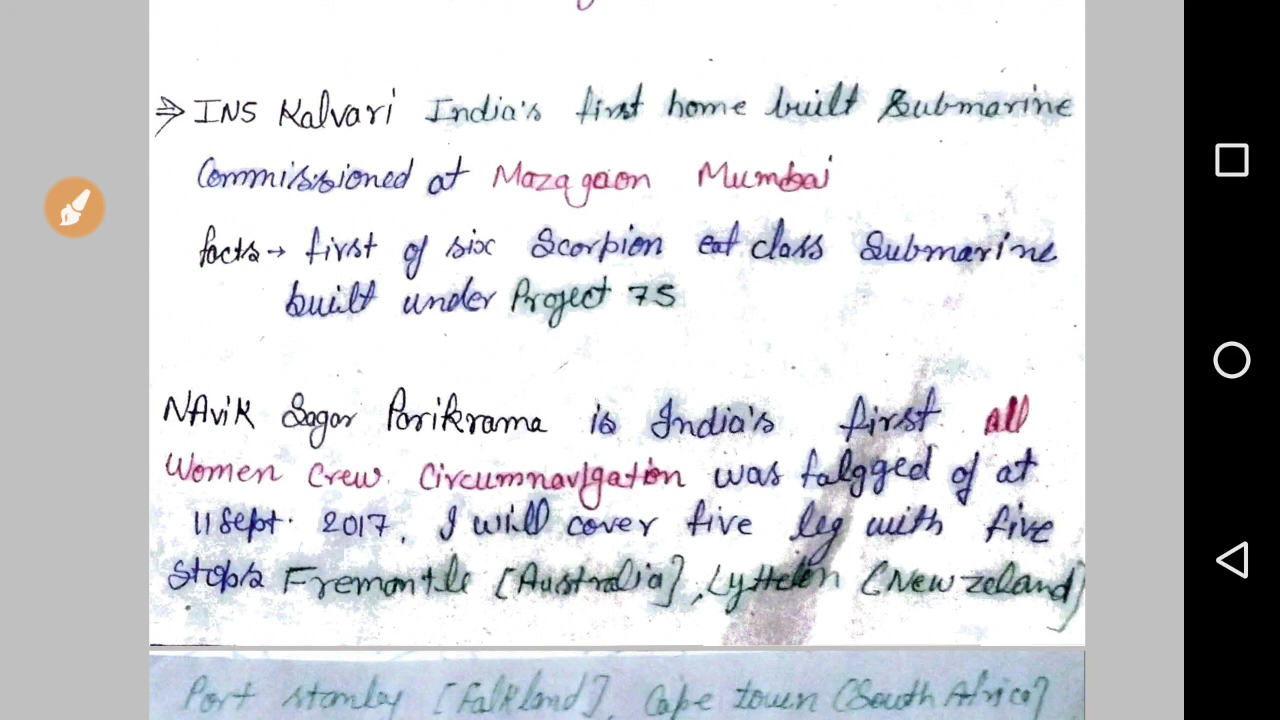 ⇒ INS Kalvari India's first home built Submarine
Commissioned at Mazagaon Mumbai
facts → first of six Scorpion eat class Submarine
built under Project 75
NAviK Sagar Parikrama is India's first all
Women Crew Circumnavigation was falgged of at
11 Sept. 2017, I will cover five leg with five
stops Fremantle [Australia], Lyttelon (New zeland)
Port stanley [Falkland], Cape town (South Africa]